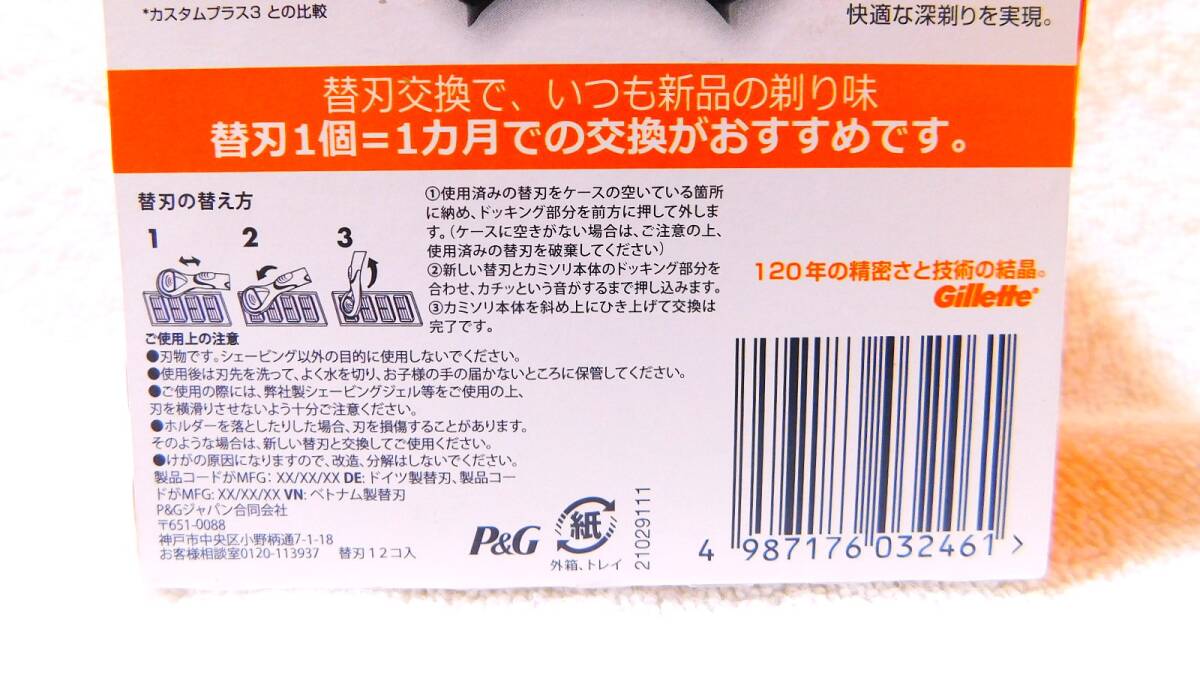 *カスタムプラス3 との比較
快適な深剃りを実現。
替刃交換で、いつも新品の剃り味
替刃1個=1カ月での交換がおすすめです。
替刃の替え方
1 2 3
①使用済みの替刃をケースの空いている箇所
に納め、ドッキング部分を前方に押して外しま
す。(ケースに空きがない場合は、ご注意の上、
使用済みの替刃を破棄してください)
②新しい替刃とカミソリ本体のドッキング部分を
合わせ、カチッという音がするまで押し込みます。
③カミソリ本体を斜め上にひき上げて交換は
完了です。
120年の精密さと技術の結晶。
Gillette
ご使用上の注意
●刃物です。シェービング以外の目的に使用しないでください。
●使用後は刃先を洗って、よく水を切り、お子様の手の届かないところに保管してください。
●ご使用の際には、弊社製シェービングジェル等をご使用の上、
刃を横滑りさせないよう十分ご注意ください。
●ホルダーを落としたりした場合、刃を損傷することがあります。
そのような場合は、新しい替刃と交換してご使用ください。
●けがの原因になりますので、改造、分解はしないでください。
製品コードがMFG: XX/XX/XX DE: ドイツ製替刃、製品コー
ドがMFG: XX/XX/XX VN: ベトナム製替刃
P&Gジャパン合同会社
〒651-0088
神戸市中央区小野柄通7-1-18
お客様相談室0120-113937 替刃12コ入
P&G
紙
外箱、トレイ
21029111
4 987176 032461 >